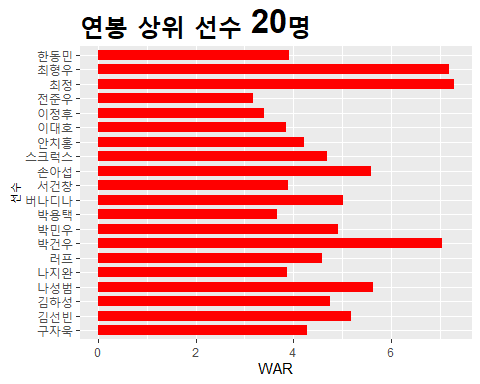 연봉 상위 선수 20명
한동민
최형우
최정
전준우
이정후
이대호
안치홍
스크럭스
손아섭
서건창
버나디나
박용택
박민우
박건우
러프
나지완
나성범
김하성
김선빈
구자욱
선수
0 2 4 6
WAR